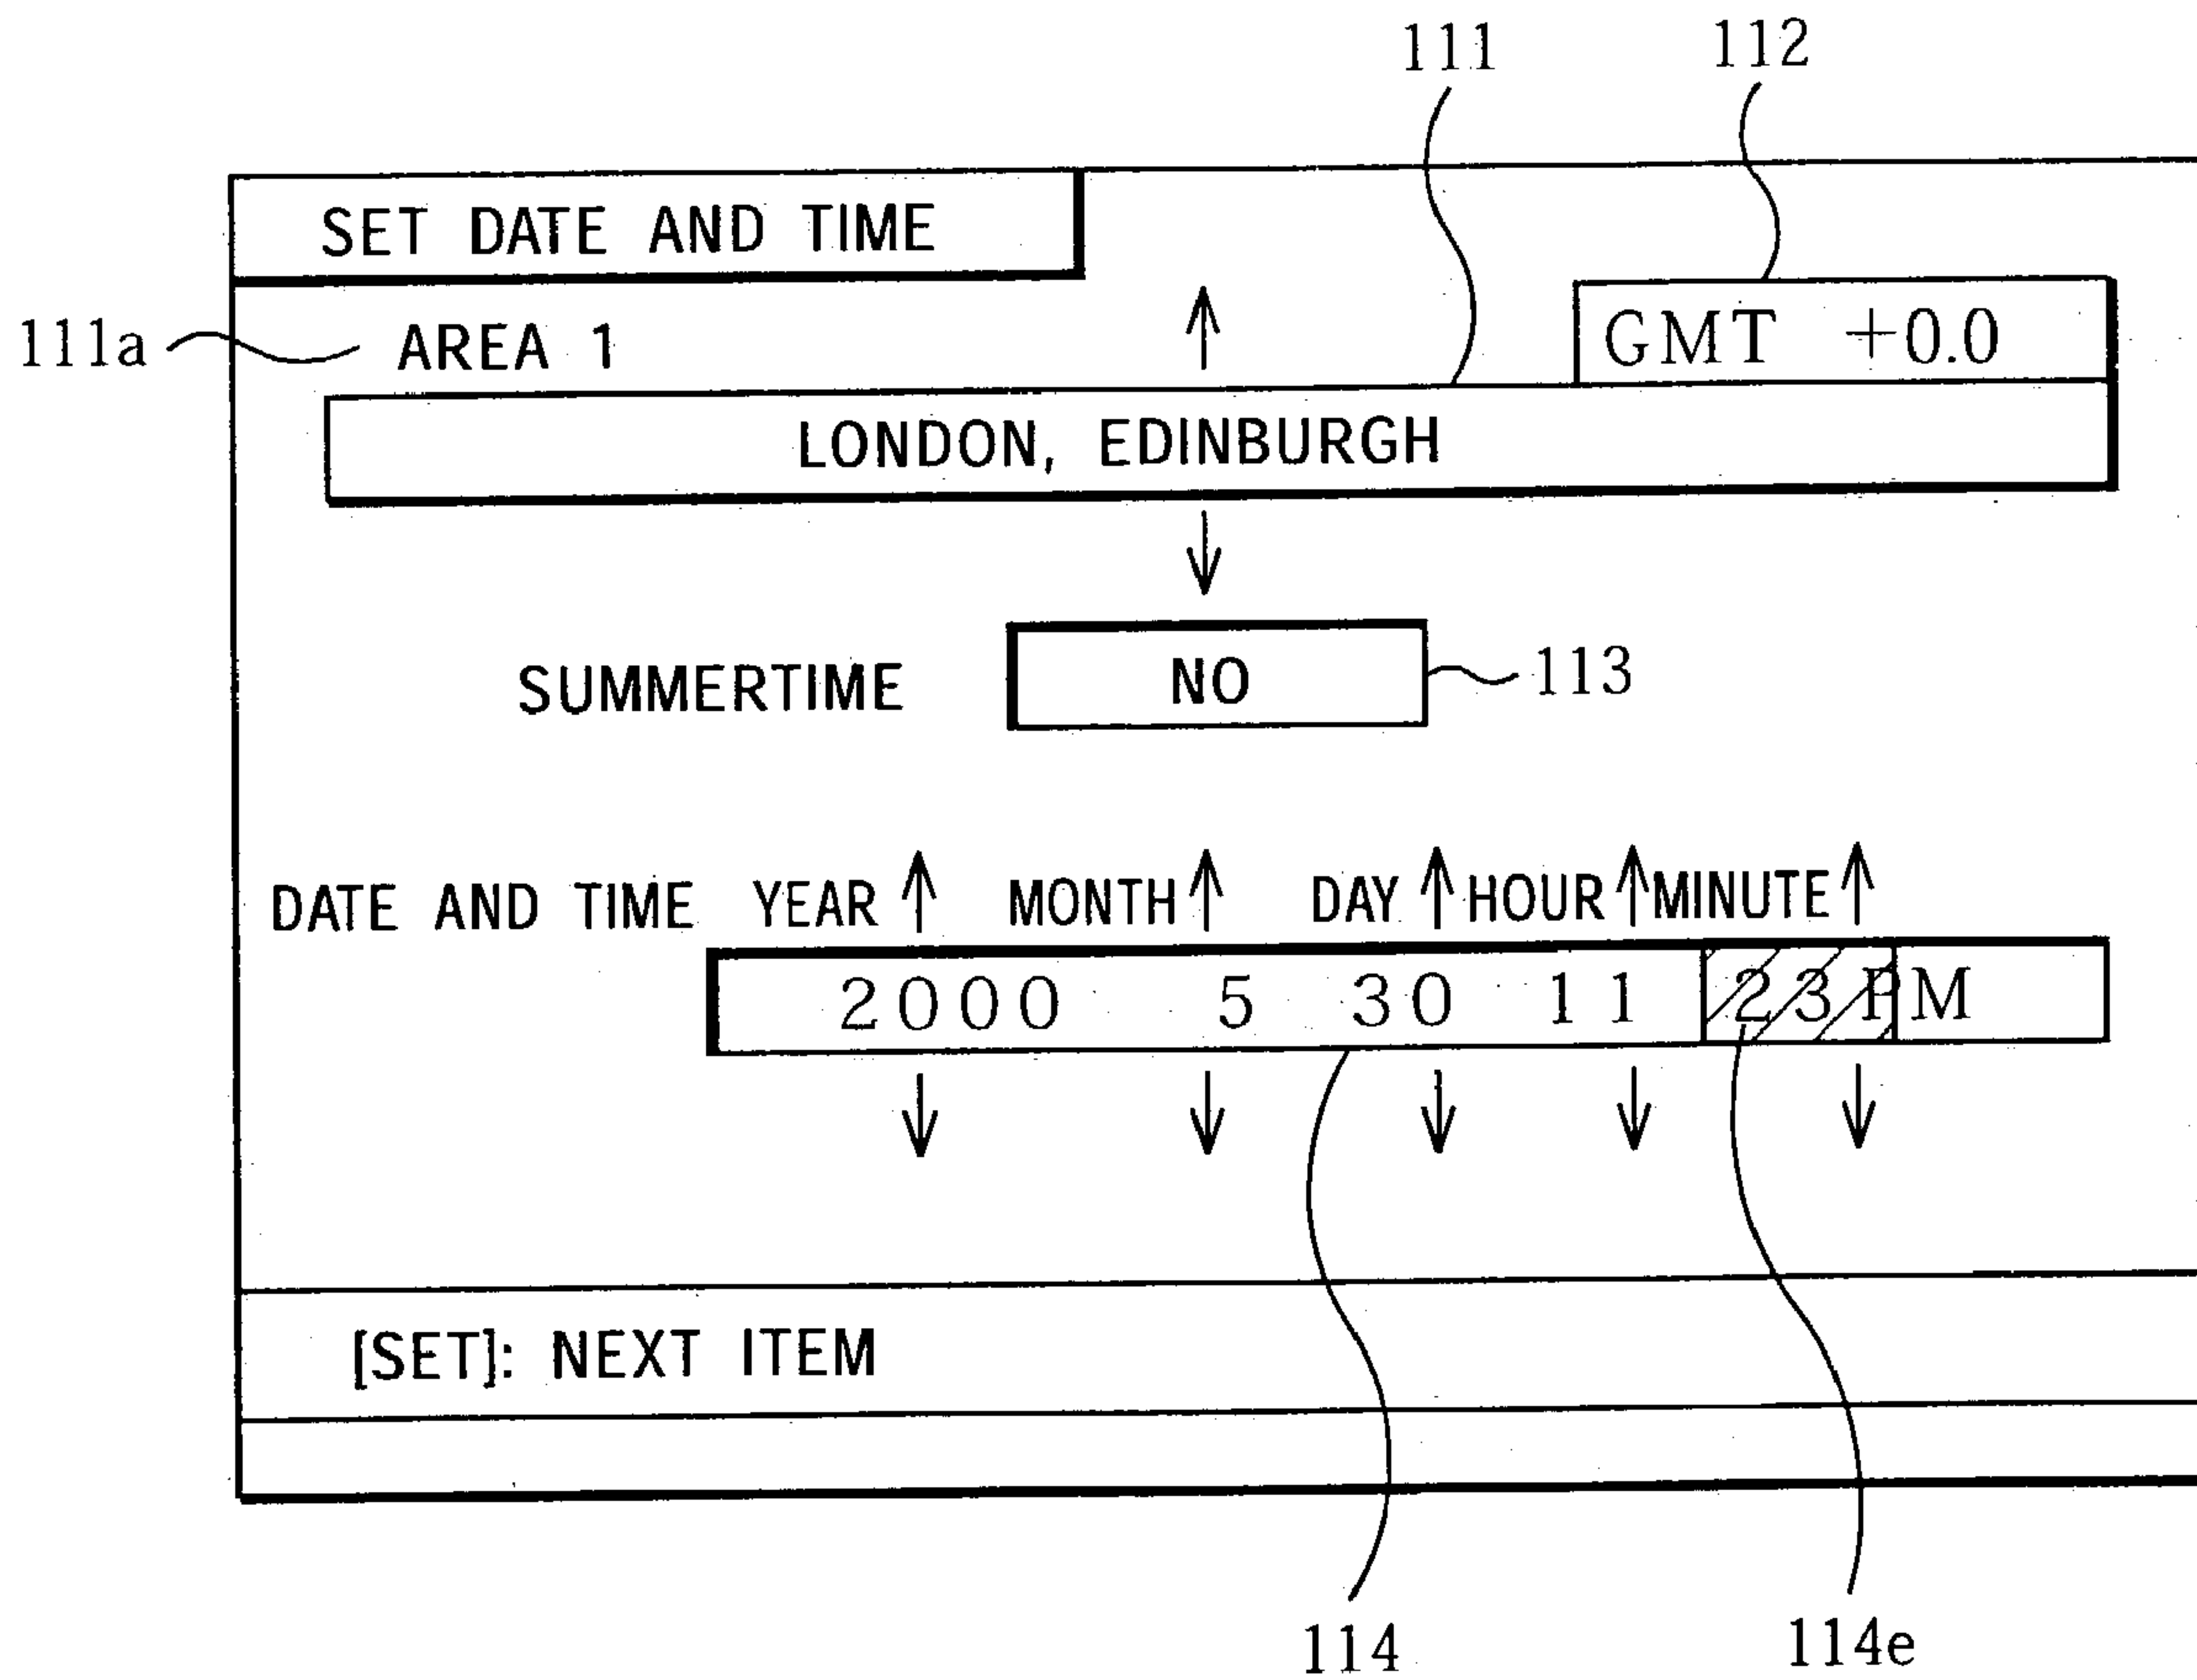 111 112
SET DATE AND TIME
111a AREA 1 GMT +0.0
LONDON, EDINBURGH
SUMMERTIME NO 113
DATE AND TIME YEAR MONTH DAY HOUR MINUTE
2000 5 30 11 23 PM
[SET]: NEXT ITEM
114 114e